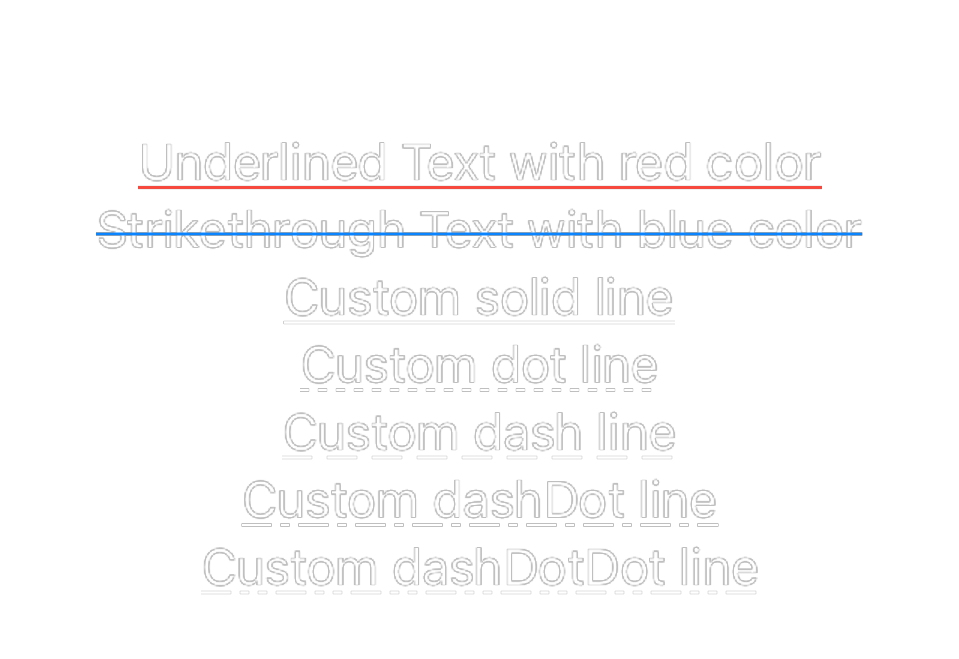 Underlined Text with red color
Strikethrough Text with blue color
Custom solid line
Custom dot line
Custom dash line
Custom dashDot line
Custom dashDotDot line